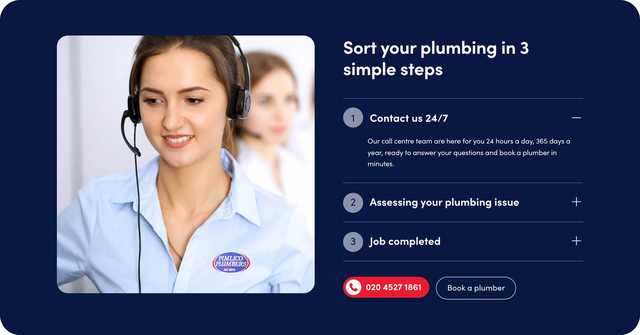 Sort your plumbing in 3
simple steps
1 Contact us 24/7
Our call centre team are here for you 24 hours a day, 365 days a
year, ready to answer your questions and book a plumber in
minutes.
2 Assessing your plumbing issue
3 Job completed
020 4527 1861
Book a plumber
PIMLICO
PLUMBERS